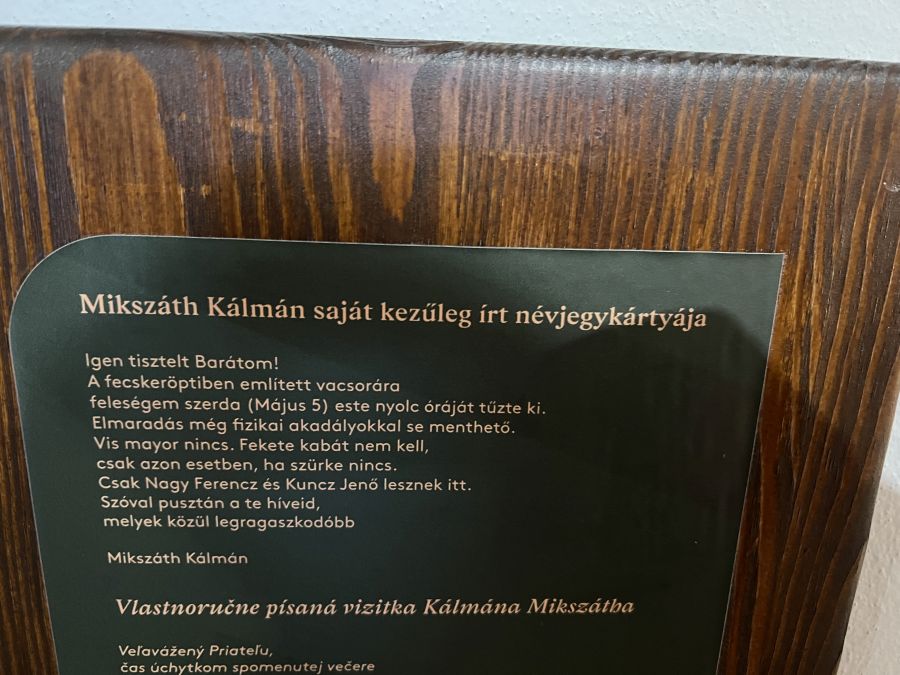 Mikszáth Kálmán saját kezűleg írt névjegykártyája
Igen tisztelt Barátom!
A fecskeröptiben említett vacsorára
feleségem szerda (Május 5) este nyolc óráját tűzte ki.
Elmaradás még fizikai akadályokkal se menthető.
Vis mayor nincs. Fekete kabát nem kell,
csak azon esetben, ha szürke nincs.
Csak Nagy Ferencz és Kuncz Jenő lesznek itt.
Szóval pusztán a te híveid,
melyek közül legragaszkodóbb
Mikszáth Kálmán
Vlastnoručne písaná vizitka Kálmána Mikszátha
Veľavážený Priateľu,
čas úchytkom spomenutej večere